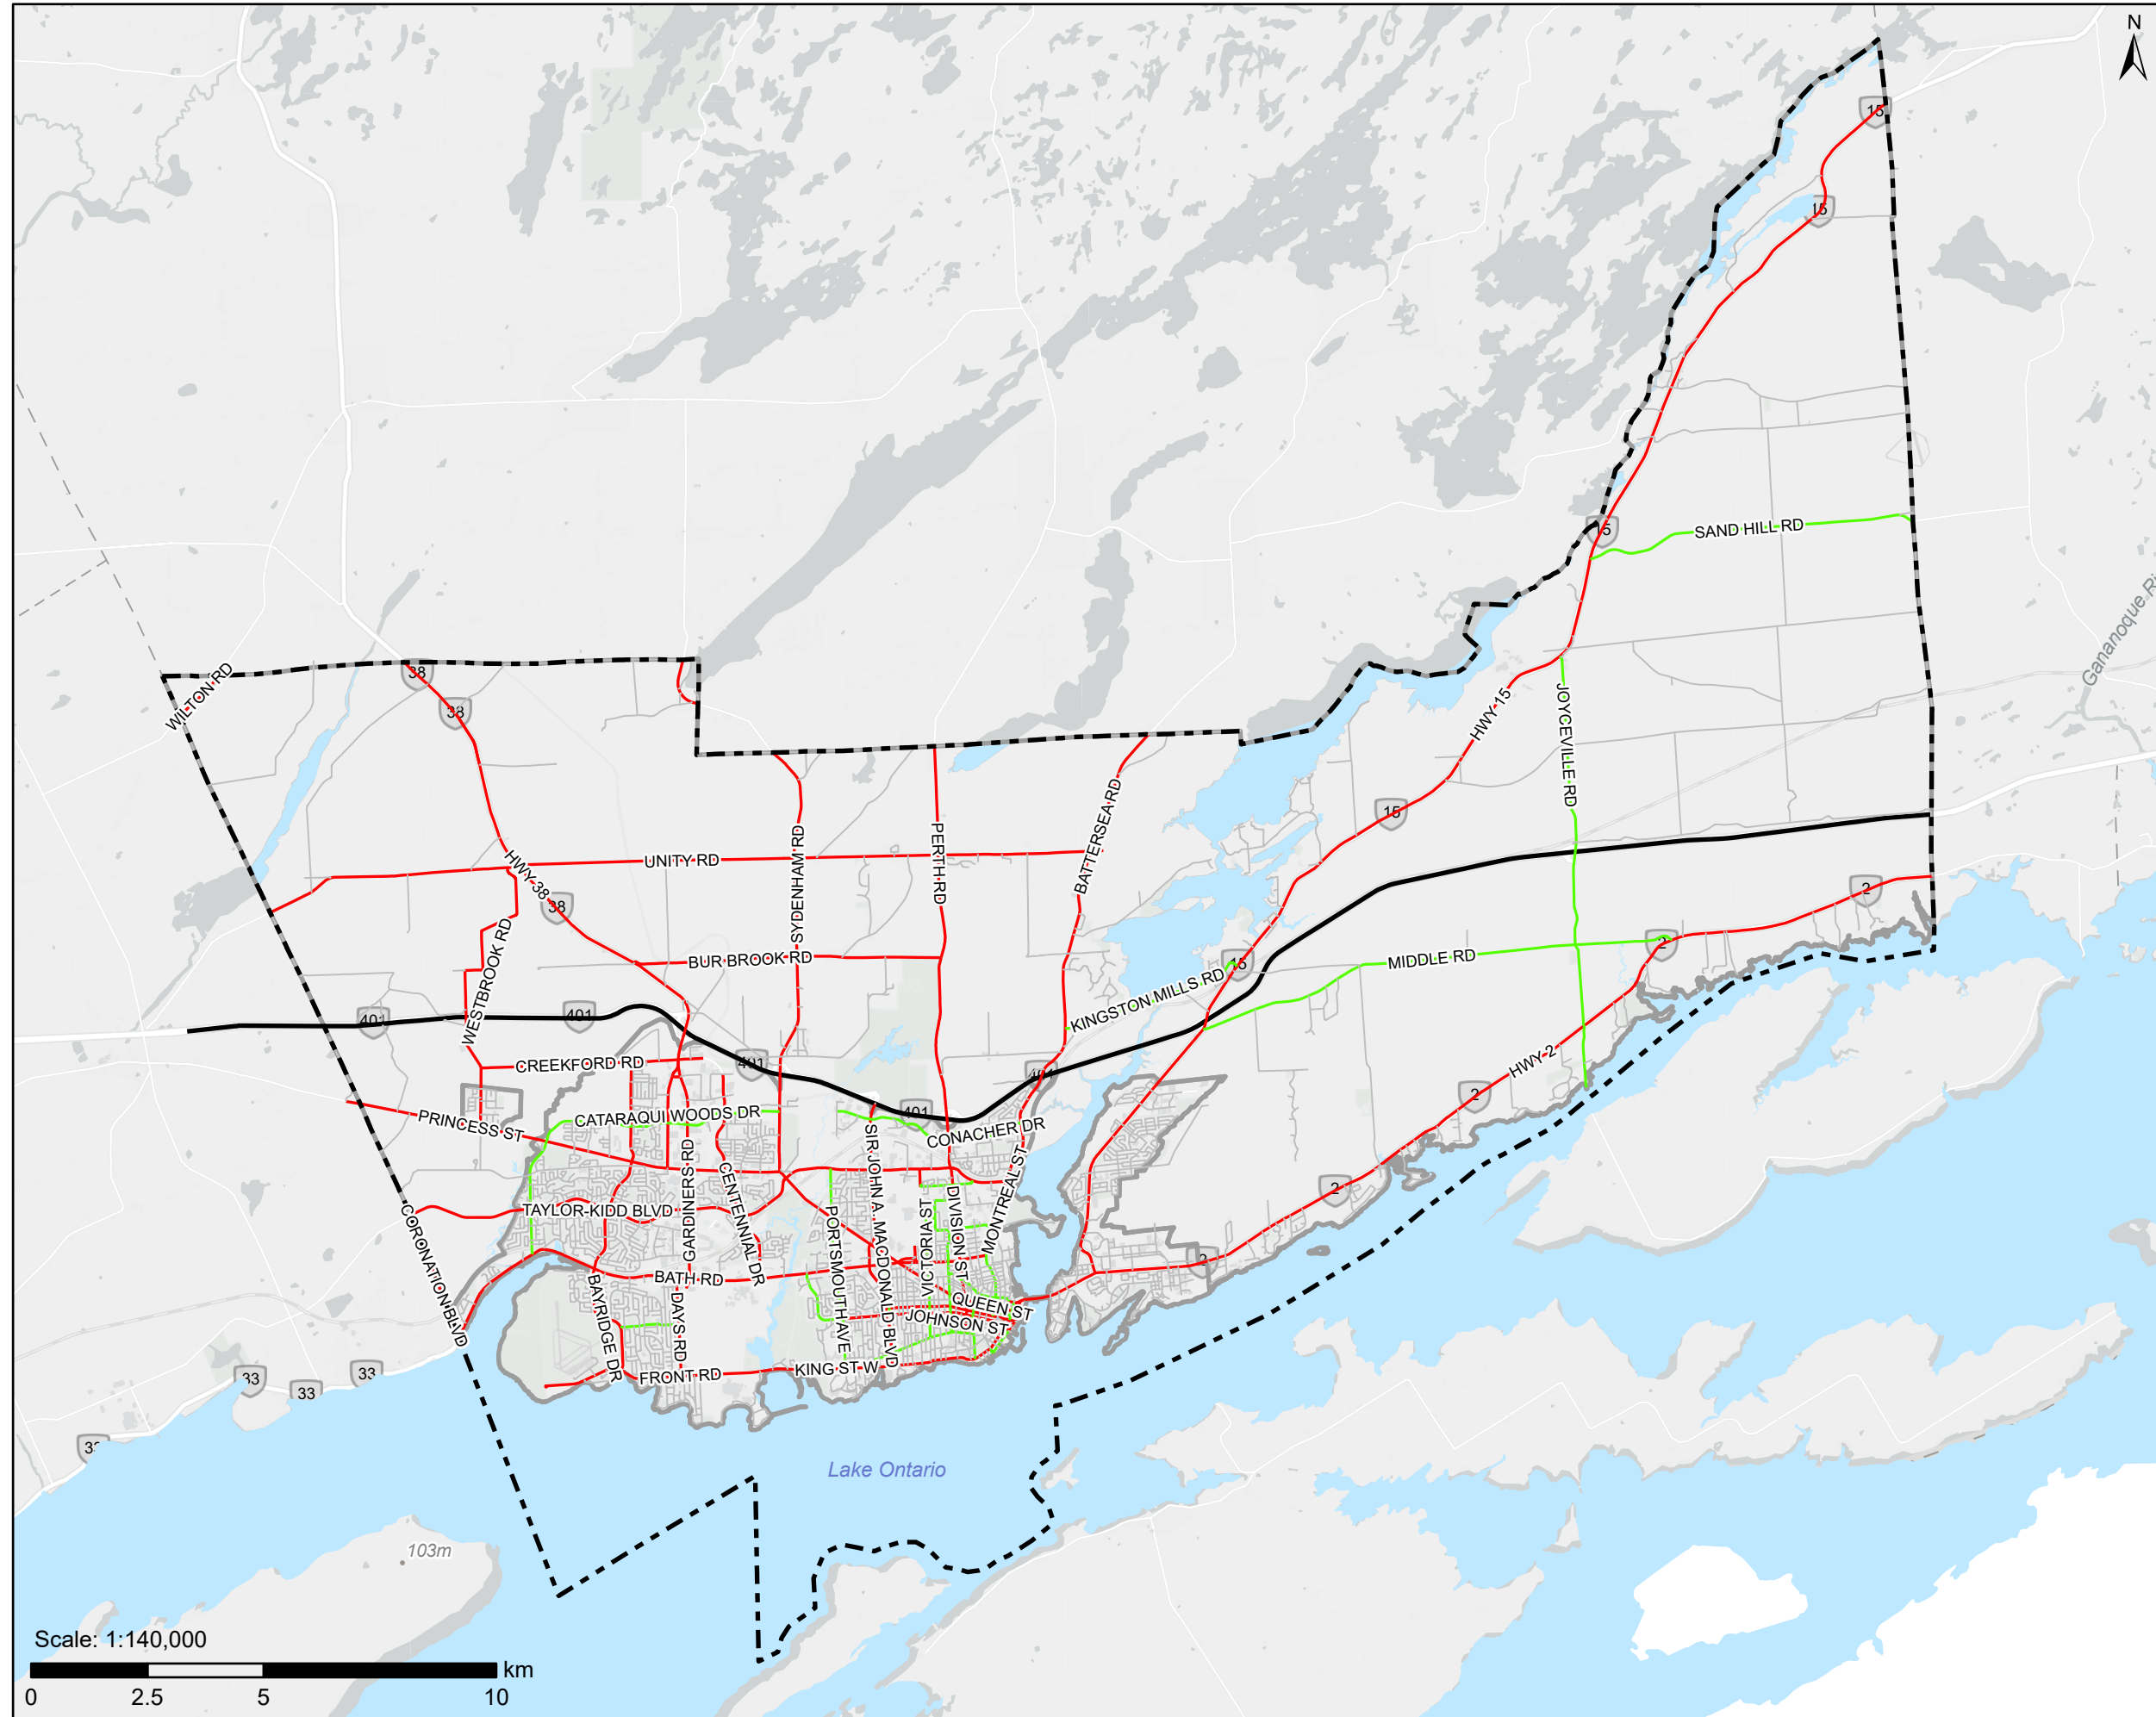 N
15
15
15
SAND HILL RD
Gananoque Ri
38
WILTON RD
38
HWY 15
JOYCEVILLE RD
15
SYDENHAM RD
PERTH RD
BATTERSEA RD
UNITY RD
HWY 38
38
2
WESTBROOK RD
BUR BROOK RD
15
MIDDLE RD
2
KINGSTON MILLS RD
401
401
401
401
401
CREEKFORD RD
HWY 2
2
PRINCESS ST
CATARAQUI WOODS DR
CONACHER DR
SIR JOHN A. MACDONALD BLVD
MONTREAL ST
GARDINERS RD
CENTENNIAL DR
2
TAYLOR-KIDD BLVD
PORTSMOUTH AVE
VICTORIA ST
DIVISION ST
CORONATION BLVD
2
BATH RD
BAYRIDGE DR
DAYS RD
QUEEN ST
JOHNSON ST
KING ST W
FRONT RD
33
33
33
33
Lake Ontario
103m
Scale: 1:140,000
km
0 2.5 5 10